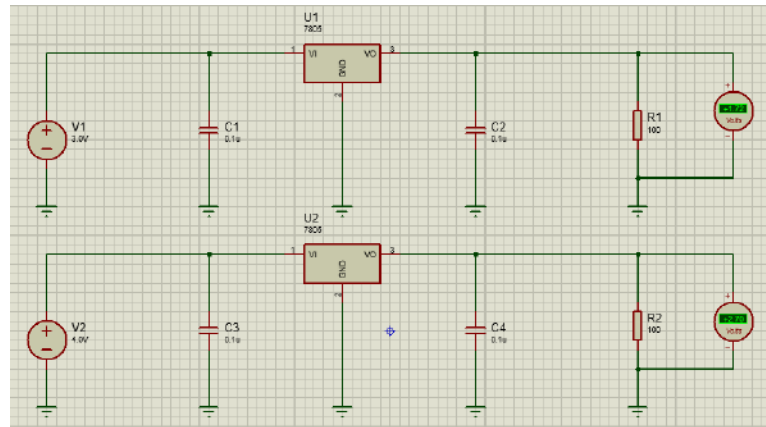 U1
7805
1
VI
VO
3
GND
2
V1
3.0V
C1
0.1u
C2
0.1u
R1
100
+
Volts
U2
7805
1
VI
VO
3
GND
2
V2
4.0V
C3
0.1u
C4
0.1u
R2
100
+
Volts